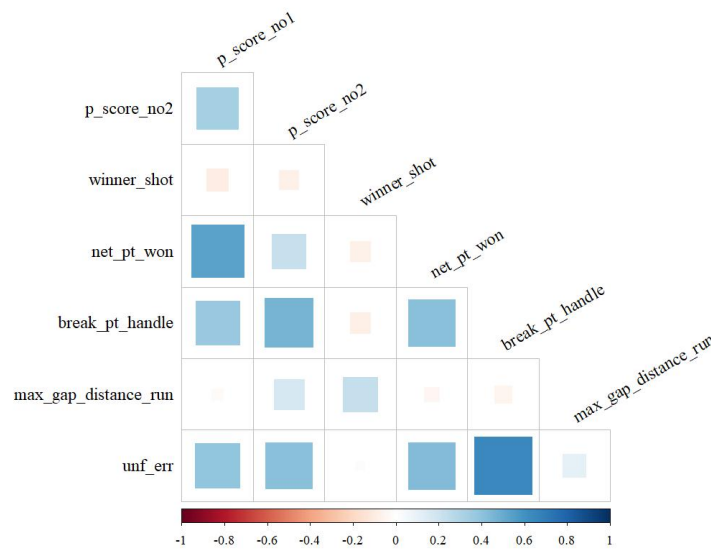 p_score_no1
p_score_no2
p_score_no2
winner_shot
winner_shot
net_pt_won
net_pt_won
break_pt_handle
break_pt_handle
max_gap_distance_run
max_gap_distance_run
unf_err
-1 -0.8 -0.6 -0.4 -0.2 0 0.2 0.4 0.6 0.8 1